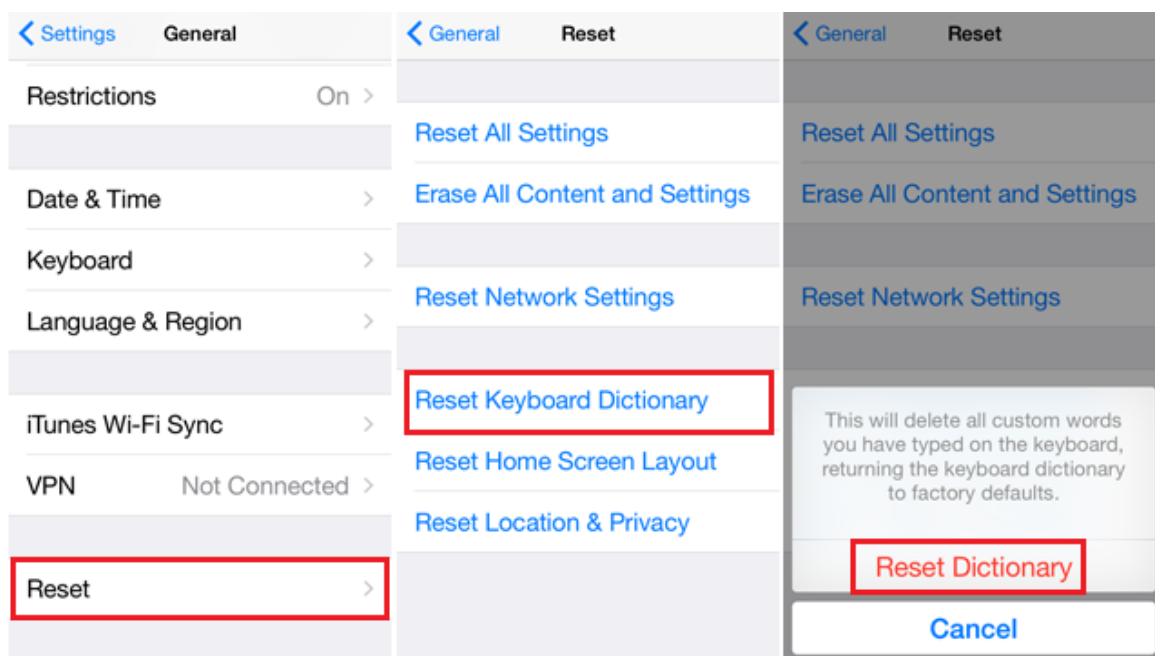 Settings General
Restrictions On
Date & Time
Keyboard
Language & Region
iTunes Wi-Fi Sync
VPN Not Connected
Reset
General Reset
Reset All Settings
Erase All Content and Settings
Reset Network Settings
Reset Keyboard Dictionary
Reset Home Screen Layout
Reset Location & Privacy
General Reset
Reset All Settings
Erase All Content and Settings
Reset Network Settings
This will delete all custom words
you have typed on the keyboard,
returning the keyboard dictionary
to factory defaults.
Reset Dictionary
Cancel